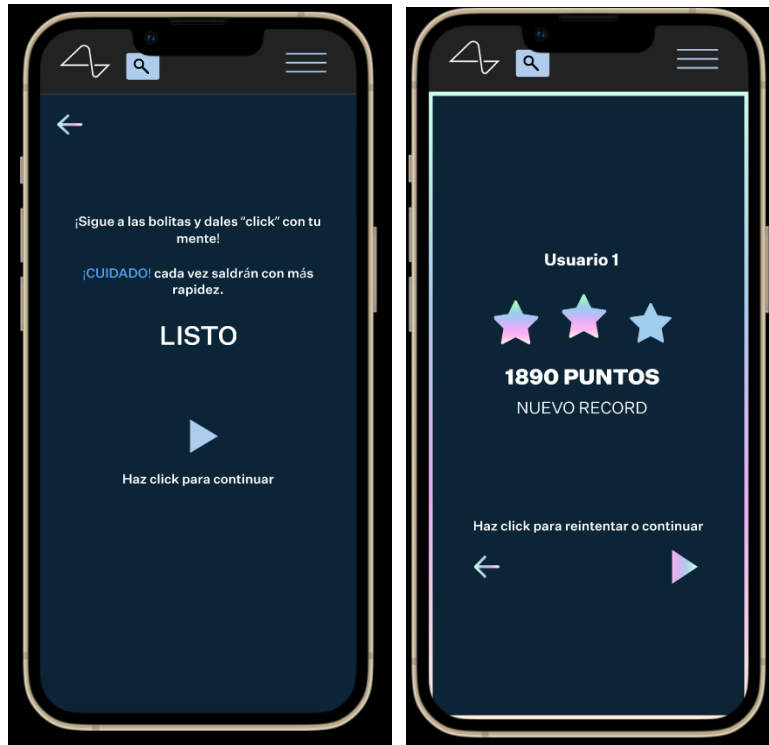 ¡Sigue a las bolitas y dales “click” con tu
mente!
¡CUIDADO! cada vez saldrán con más
rapidez.
LISTO
Haz click para continuar
Usuario 1
1890 PUNTOS
NUEVO RECORD
Haz click para reintentar o continuar